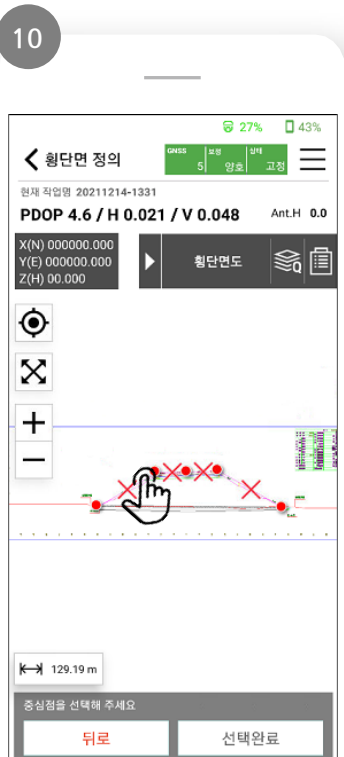 10
27% 43%
횡단면 정의
GNSS 5 보정 양호 상태 고정
현재 작업명 20211214-1331
PDOP 4.6 / H 0.021 / V 0.048 Ant.H 0.0
X(N) 000000.000
Y(E) 000000.000
Z(H) 00.000
횡단면도
129.19 m
중심점을 선택해 주세요
뒤로 선택완료